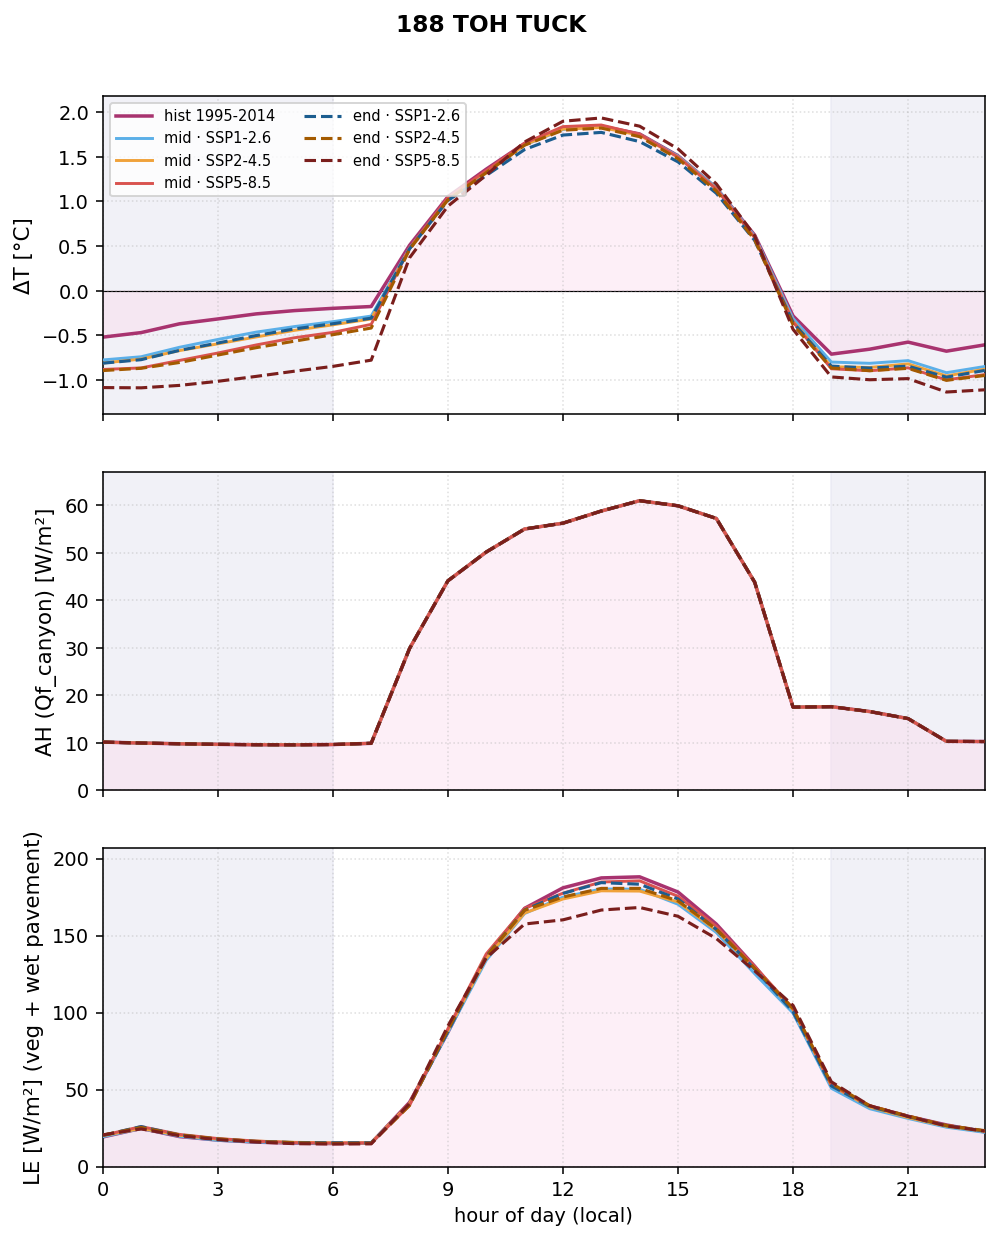 188 TOH TUCK
hist 1995-2014
mid · SSP1-2.6
mid · SSP2-4.5
mid · SSP5-8.5
end · SSP1-2.6
end · SSP2-4.5
end · SSP5-8.5
ΔT [°C]
2.0
1.5
1.0
0.5
0.0
−0.5
−1.0
AH (Qf_canyon) [W/m²]
60
50
40
30
20
10
0
LE [W/m²] (veg + wet pavement)
200
150
100
50
0
0 3 6 9 12 15 18 21
hour of day (local)